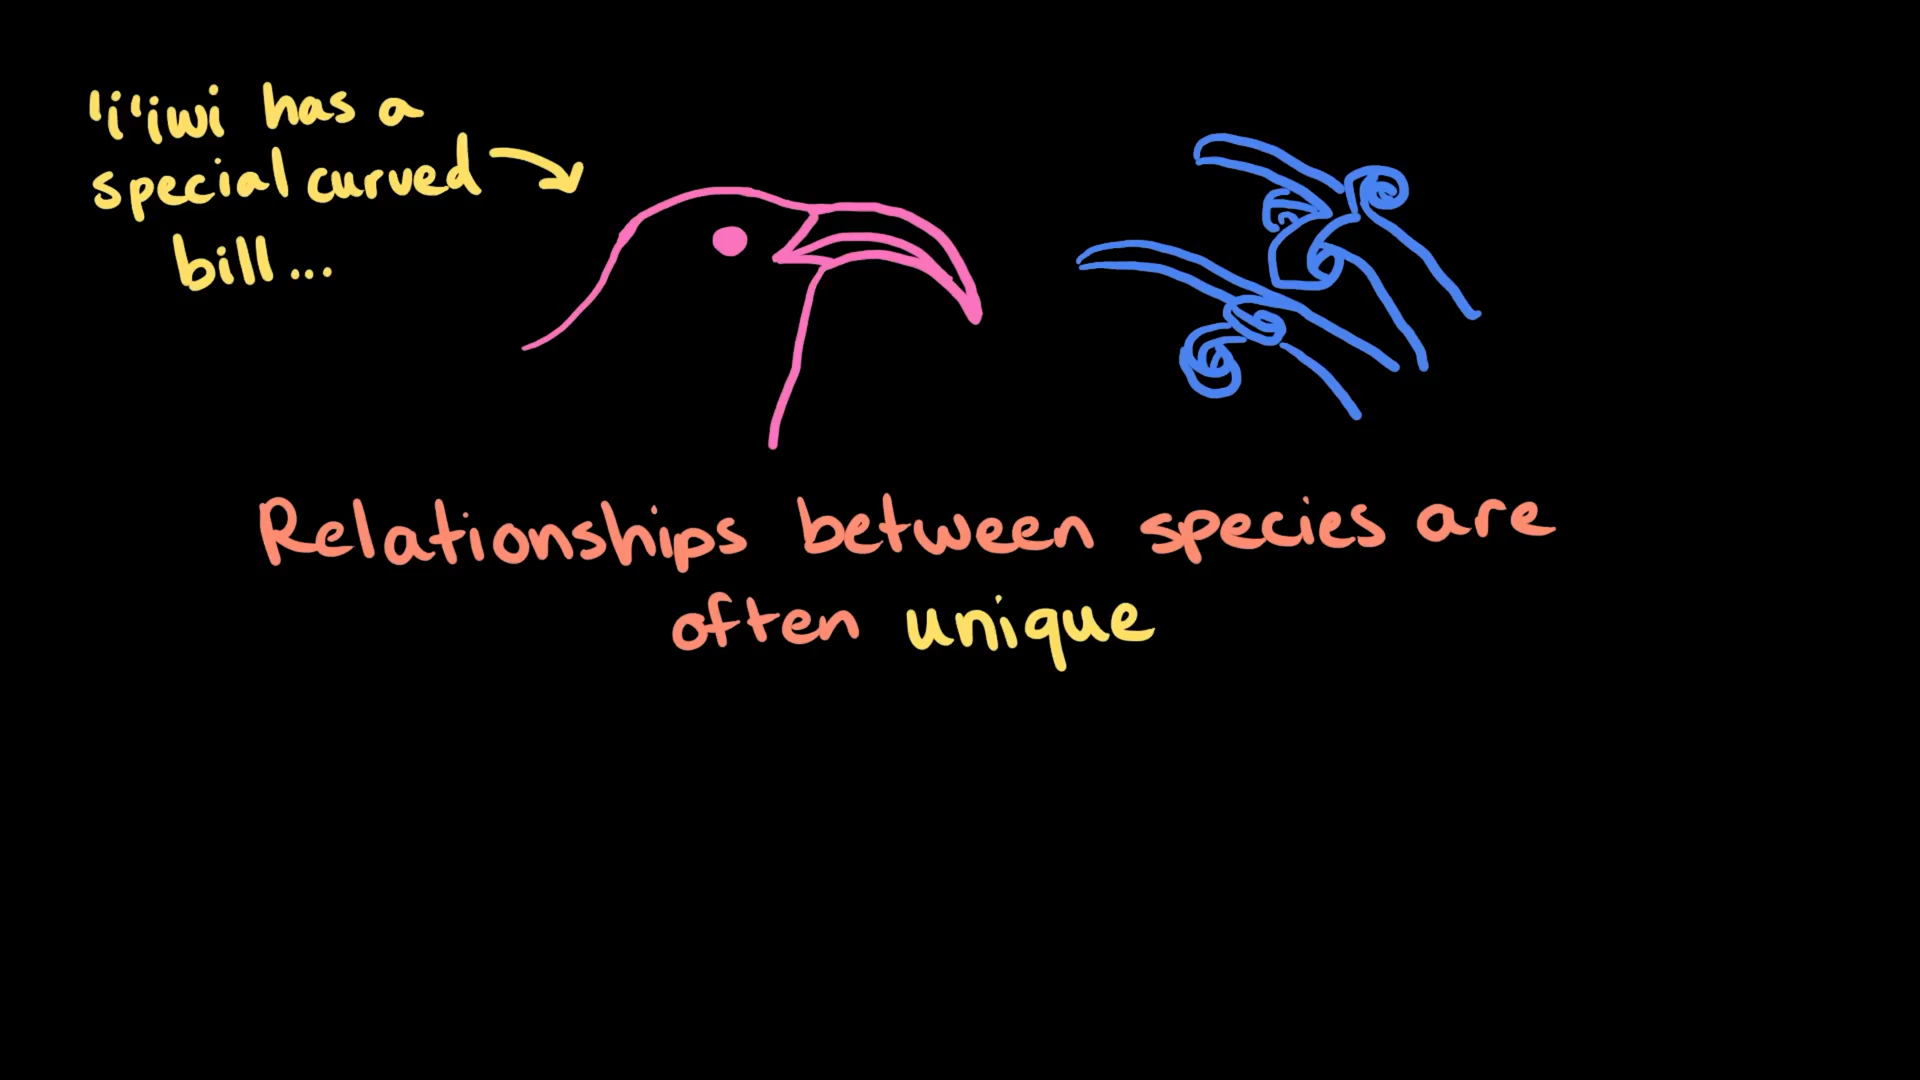 'i'iwi has a
special curved
bill...
Relationships between species are
often unique